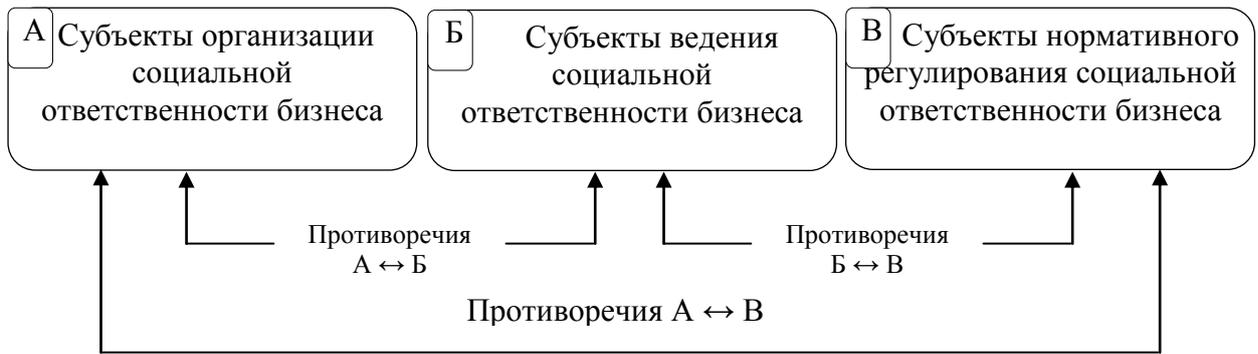 А
Субъекты организации
социальной
ответственности бизнеса
Б
Субъекты ведения
социальной
ответственности бизнеса
В
Субъекты нормативного
регулирования социальной
ответственности бизнеса
Противоречия
А ↔ Б
Противоречия
Б ↔ В
Противоречия А ↔ В